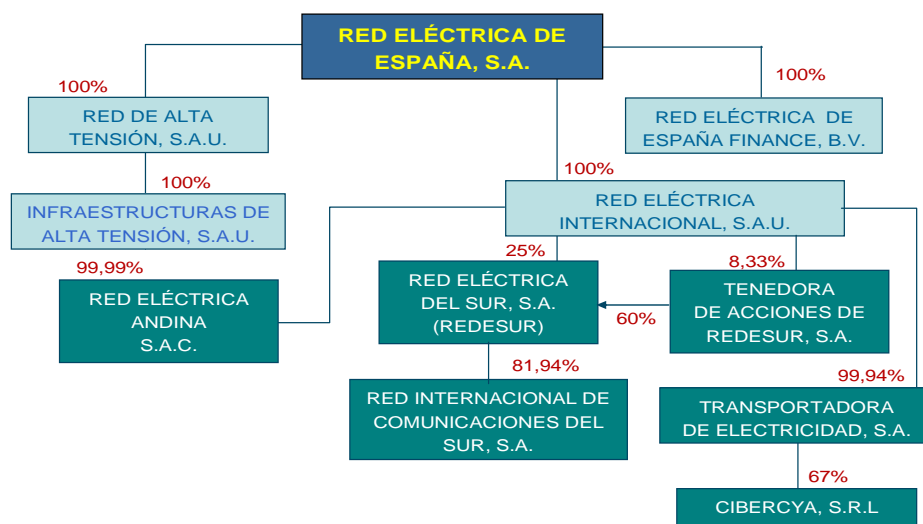 RED ELÉCTRICA DE
ESPAÑA, S.A.
100%
RED DE ALTA
TENSIÓN, S.A.U.
100%
RED ELÉCTRICA DE
ESPAÑA FINANCE, B.V.
100%
INFRAESTRUCTURAS DE
ALTA TENSIÓN, S.A.U.
100%
RED ELÉCTRICA
INTERNACIONAL, S.A.U.
99,99%
RED ELÉCTRICA
ANDINA
S.A.C.
25%
RED ELÉCTRICA
DEL SUR, S.A.
(REDESUR)
60%
8,33%
TENEDORA
DE ACCIONES DE
REDESUR, S.A.
81,94%
RED INTERNACIONAL DE
COMUNICACIONES DEL
SUR, S.A.
99,94%
TRANSPORTADORA
DE ELECTRICIDAD, S.A.
67%
CIBERCYA, S.R.L